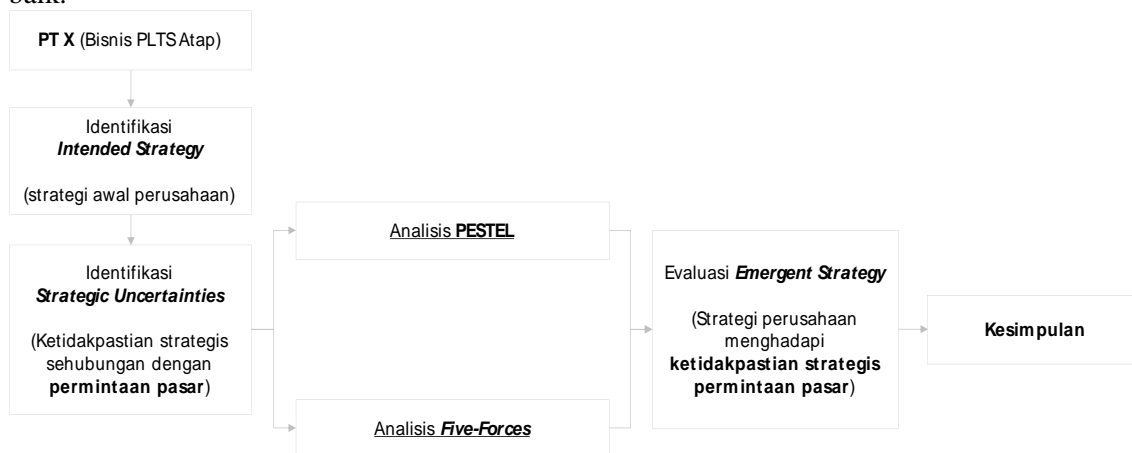 baik.
PT X (Bisnis PLTS Atap)
Identifikasi
Intended Strategy
(strategi awal perusahaan)
Identifikasi
Strategic Uncertainties
(Ketidakpastian strategis
sehubungan dengan
permintaan pasar)
Analisis PESTEL
Analisis Five-Forces
Evaluasi Emergent Strategy
(Strategi perusahaan
menghadapi
ketidakpastian strategis
permintaan pasar)
Kesimpulan